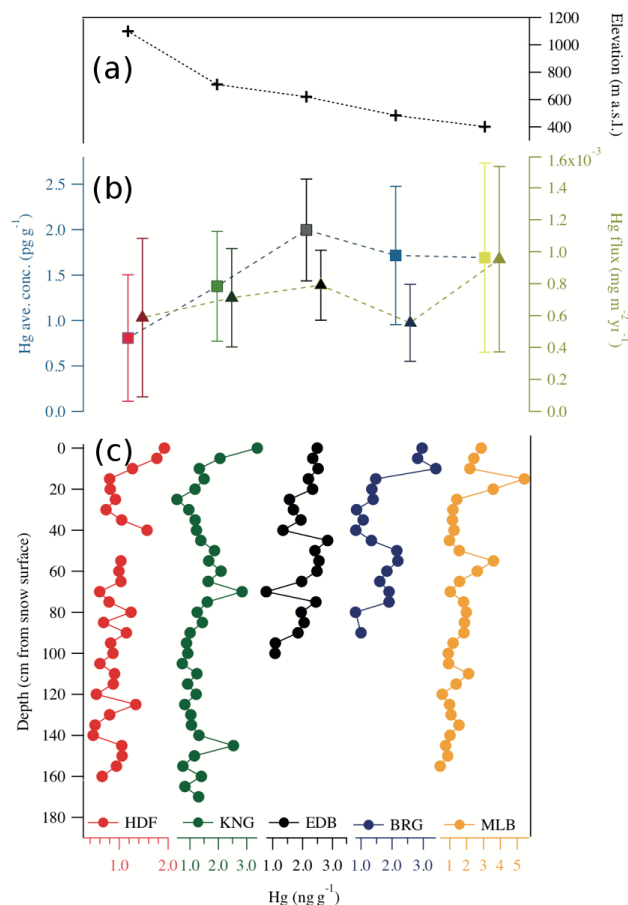 (a)
1200
1000
800
600
400
Elevation (m a.s.l.)
(b)
2.5
2.0
1.5
1.0
0.5
0.0
Hg ave. conc. (pg g⁻¹)
1.6x10⁻³
1.4
1.2
1.0
0.8
0.6
0.4
0.2
0.0
Hg flux (mg m⁻² yr⁻¹)
(c)
0
20
40
60
80
100
120
140
160
180
Depth (cm from snow surface)
HDF KNG EDB BRG MLB
1.0 2.0 1.0 2.0 3.0 1.0 2.0 3.0 1.0 2.0 3.0 1 2 3 4 5
Hg (ng g⁻¹)